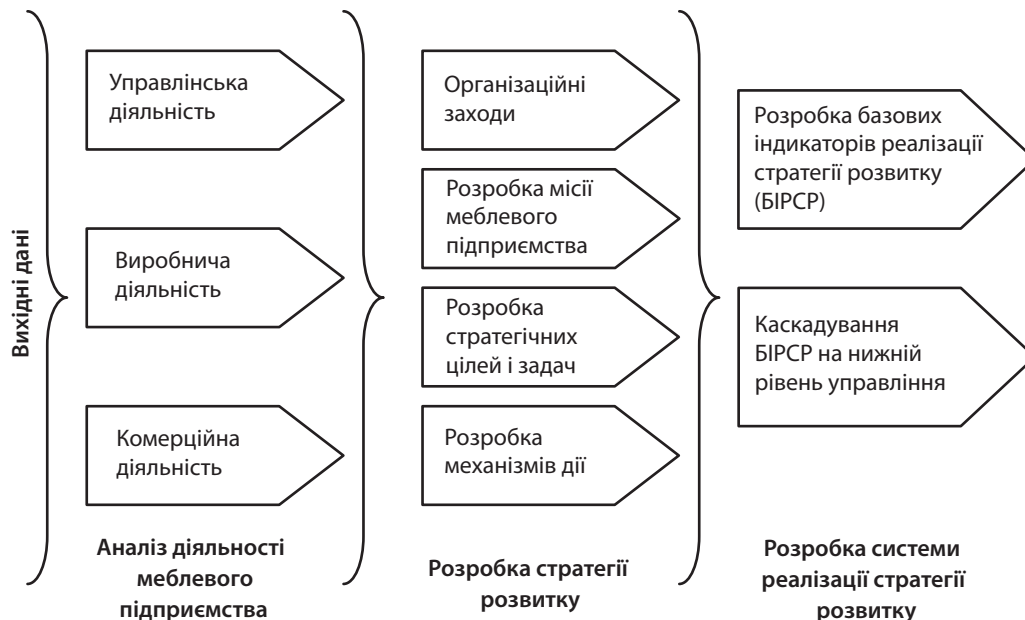 Вихідні дані
Управлінська
діяльність
Виробнича
діяльність
Комерційна
діяльність
Аналіз діяльності
меблевого
підприємства
Організаційні
заходи
Розробка місії
меблевого
підприємства
Розробка
стратегічних
цілей і задач
Розробка
механізмів дії
Розробка стратегії
розвитку
Розробка базових
індикаторів реалізації
стратегії розвитку
(БІРСР)
Каскадування
БІРСР на нижній
рівень управління
Розробка системи
реалізації стратегії
розвитку